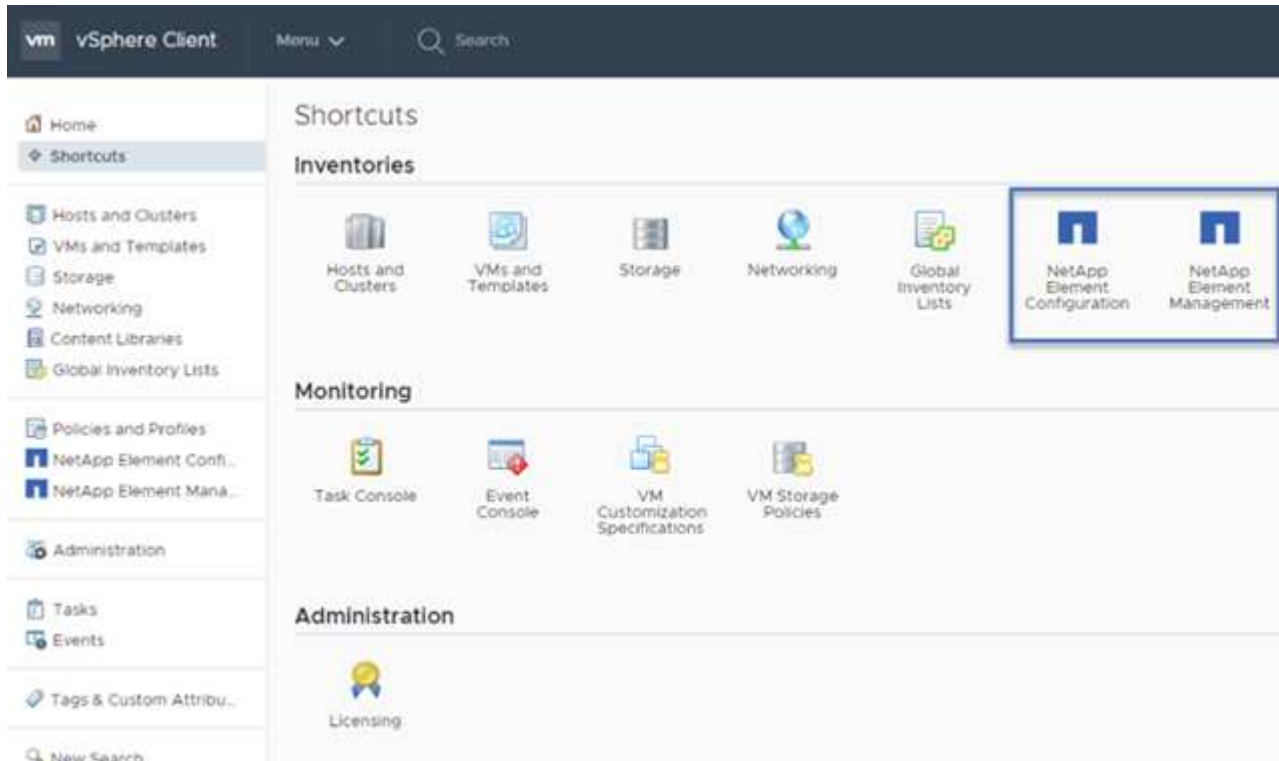 vm vSphere Client Menu Search
Home
Shortcuts
Hosts and Clusters
VMs and Templates
Storage
Networking
Content Libraries
Global Inventory Lists
Policies and Profiles
NetApp Element Confi...
NetApp Element Mana...
Administration
Tasks
Events
Tags & Custom Attribu...
New Search
Shortcuts
Inventories
Hosts and
Clusters
VMs and
Templates
Storage
Networking
Global
Inventory
Lists
NetApp
Element
Configuration
NetApp
Element
Management
Monitoring
Task Console
Event
Console
VM
Customization
Specifications
VM Storage
Policies
Administration
Licensing